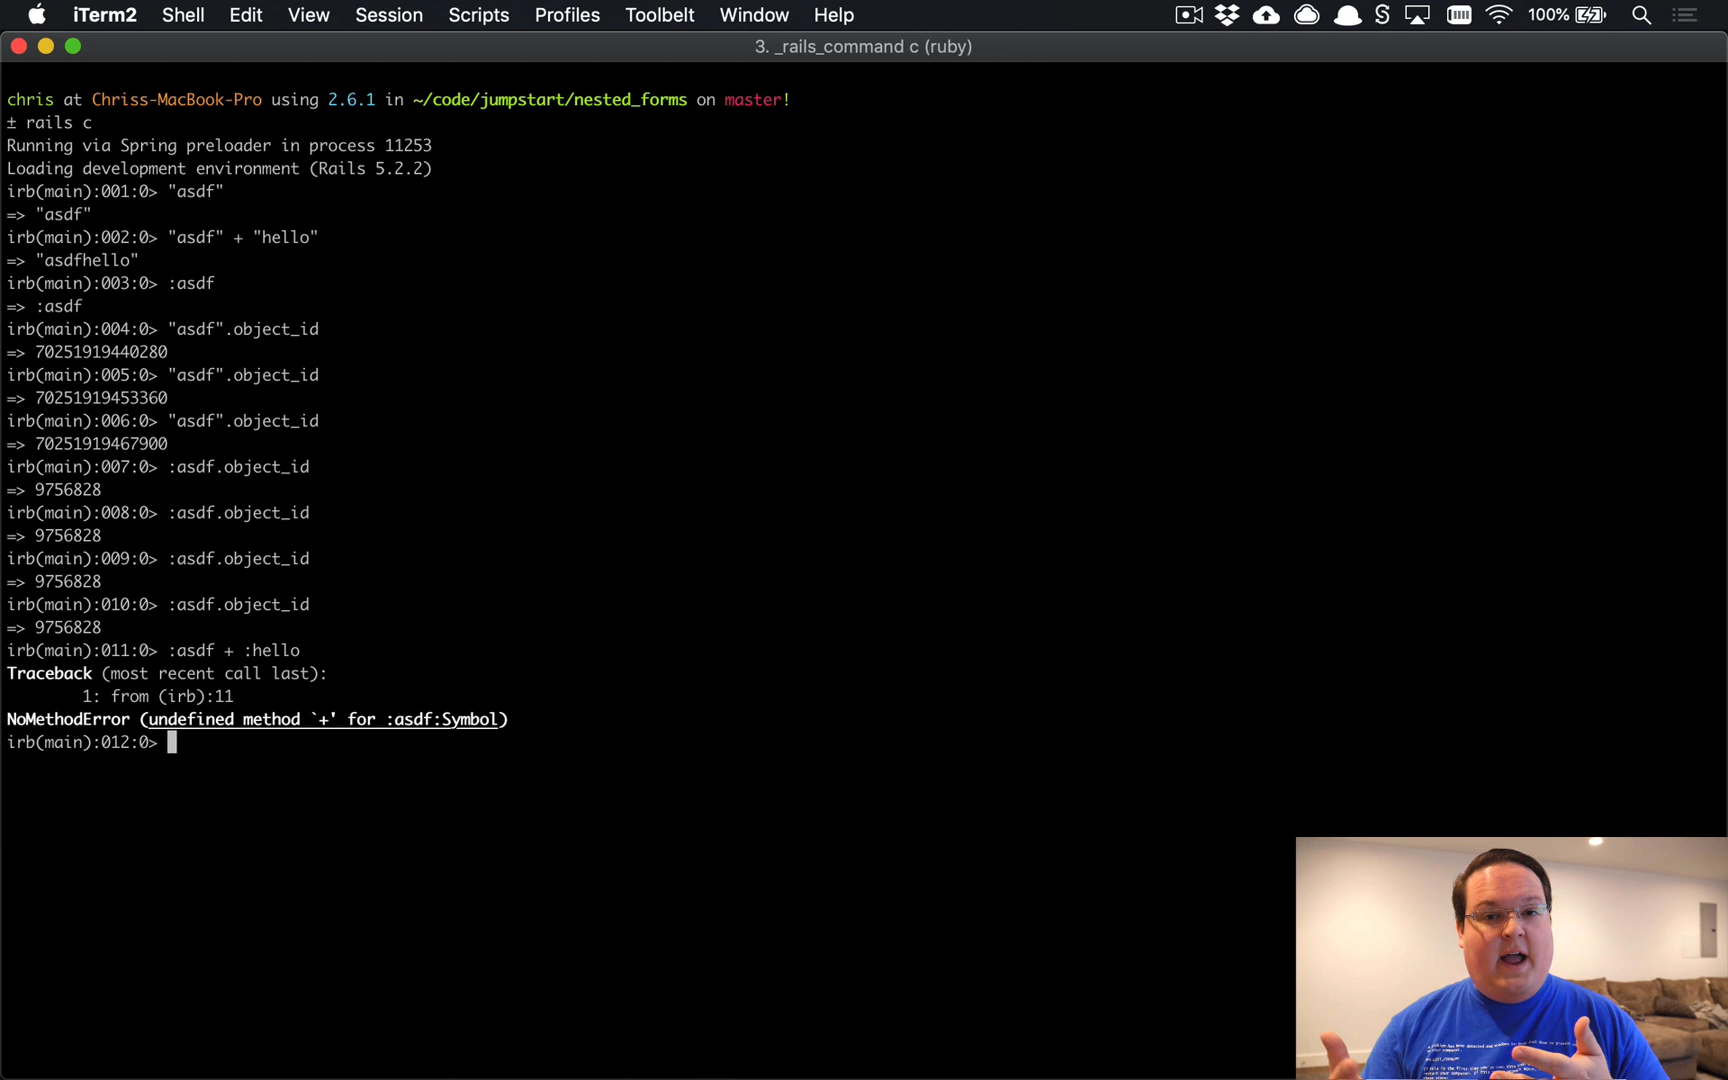 iTerm2 Shell Edit View Session Scripts Profiles Toolbelt Window Help 100%
3. _rails_command c (ruby)
chris at Chriss-MacBook-Pro using 2.6.1 in ~/code/jumpstart/nested_forms on master!
± rails c
Running via Spring preloader in process 11253
Loading development environment (Rails 5.2.2)
irb(main):001:0> "asdf"
=> "asdf"
irb(main):002:0> "asdf" + "hello"
=> "asdfhello"
irb(main):003:0> :asdf
=> :asdf
irb(main):004:0> "asdf".object_id
=> 70251919440280
irb(main):005:0> "asdf".object_id
=> 70251919453360
irb(main):006:0> "asdf".object_id
=> 70251919467900
irb(main):007:0> :asdf.object_id
=> 9756828
irb(main):008:0> :asdf.object_id
=> 9756828
irb(main):009:0> :asdf.object_id
=> 9756828
irb(main):010:0> :asdf.object_id
=> 9756828
irb(main):011:0> :asdf + :hello
Traceback (most recent call last):
        1: from (irb):11
NoMethodError (undefined method `+' for :asdf:Symbol)
irb(main):012:0>